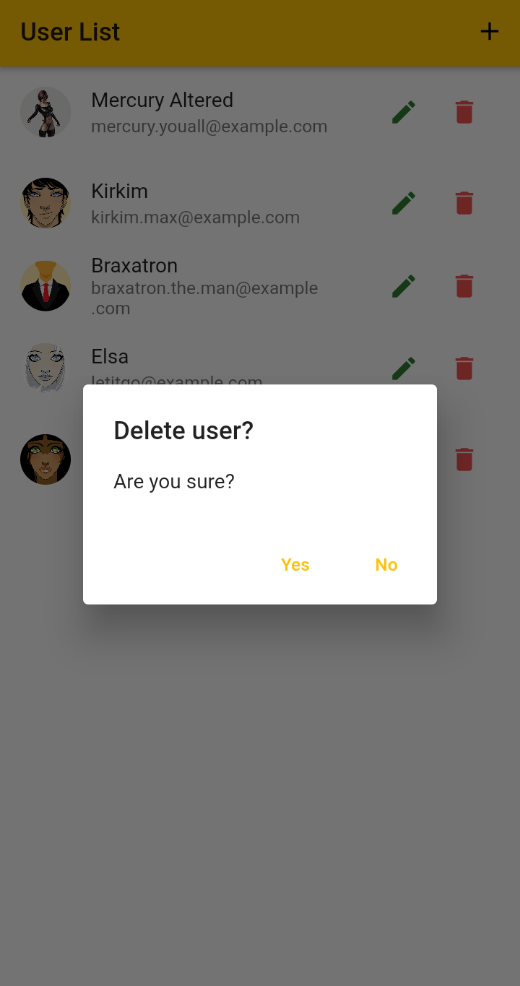 User List
Mercury Altered
mercury.youall@example.com
Kirkim
kirkim.max@example.com
Braxatron
braxatron.the.man@example
.com
Elsa
letitgo@example.com
Delete user?
Are you sure?
Yes No